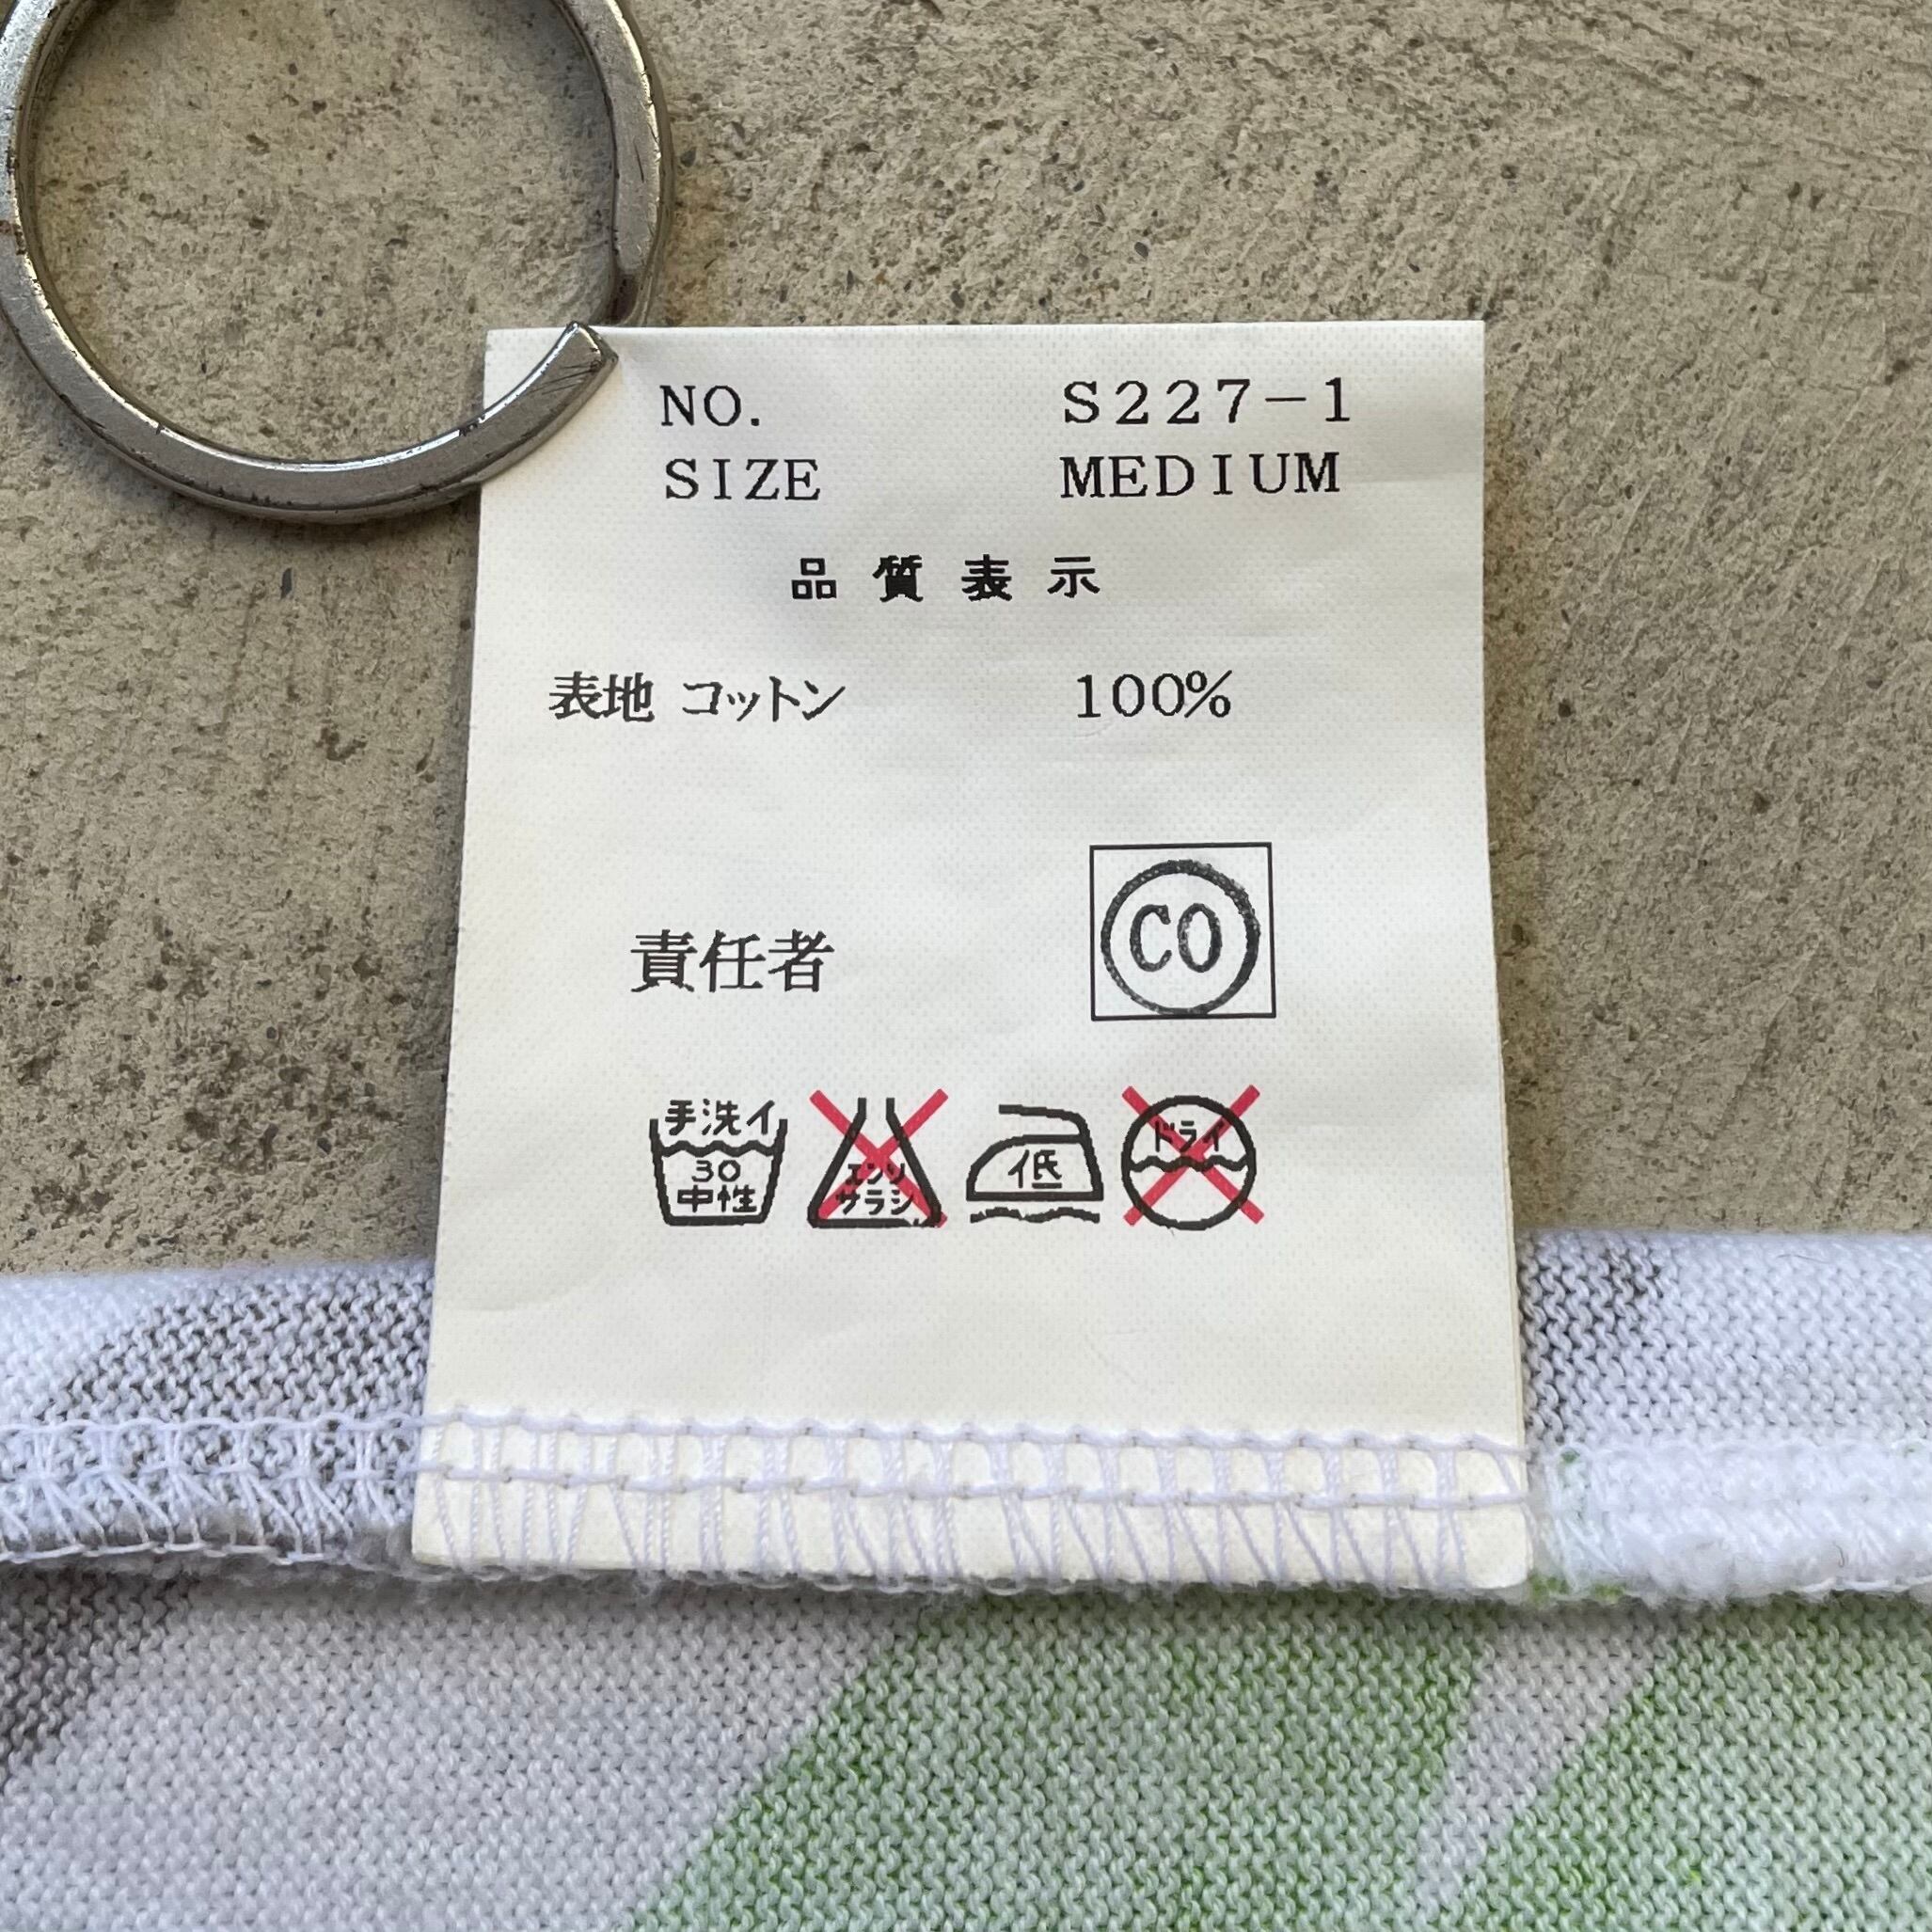 NO. S227-1
SIZE MEDIUM
品質表示
表地 コットン 100%
責任者 CO
手洗イ
30
中性
エンソ
サラシ
低
ドライ